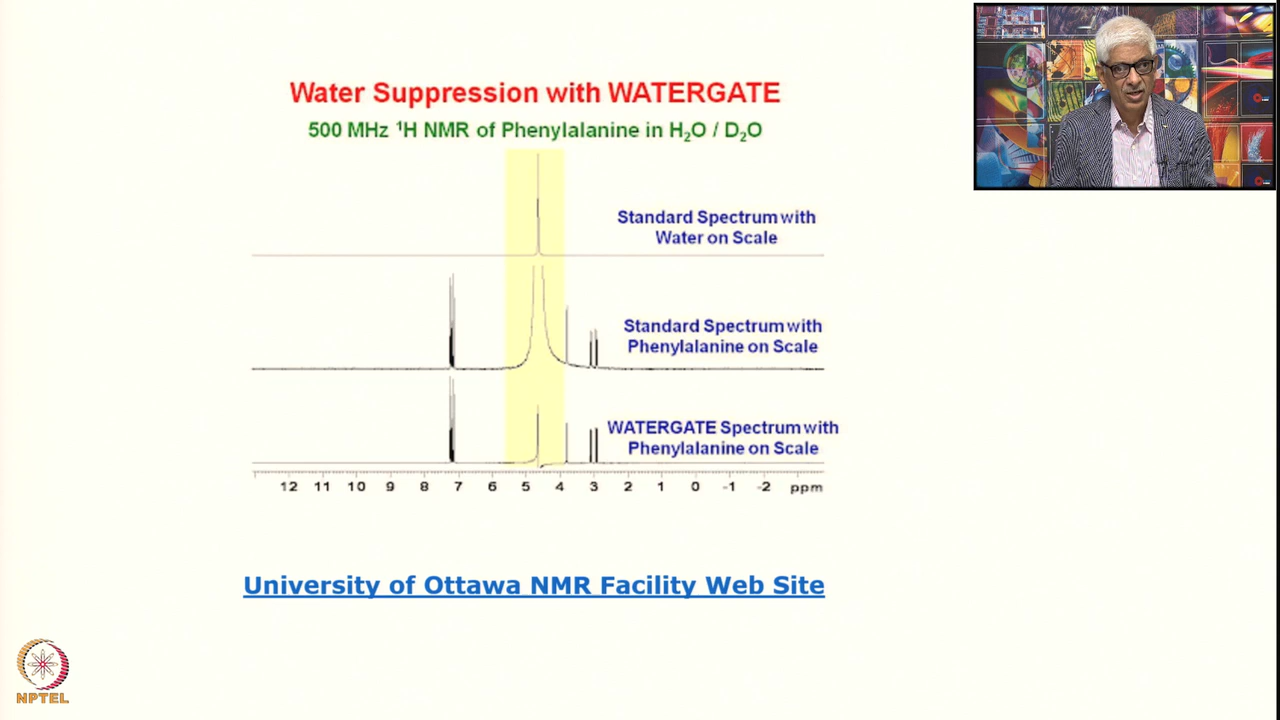 Water Suppression with WATERGATE
500 MHz ¹H NMR of Phenylalanine in H₂O / D₂O
Standard Spectrum with
Water on Scale
Standard Spectrum with
Phenylalanine on Scale
WATERGATE Spectrum with
Phenylalanine on Scale
12 11 10 9 8 7 6 5 4 3 2 1 0 -1 -2 ppm
University of Ottawa NMR Facility Web Site
NPTEL